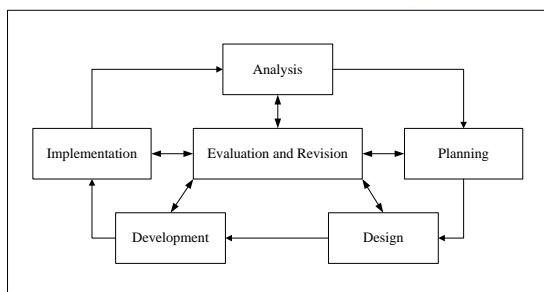 Analysis
Implementation
Evaluation and Revision
Planning
Development
Design